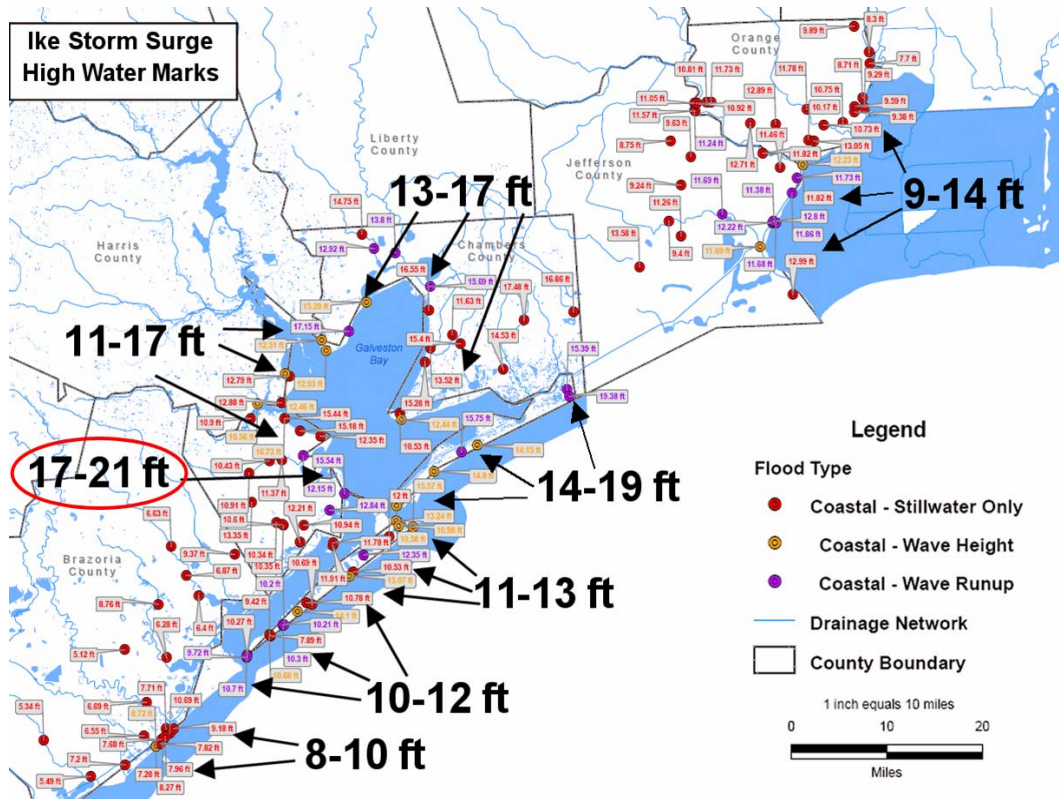 Ike Storm Surge
High Water Marks
Orange
County
9.89 ft
8.3 ft
7.7 ft
8.71 ft
9.29 ft
10.81 ft
11.73 ft
11.78 ft
12.89 ft
10.75 ft
11.05 ft
10.92 ft
10.17 ft
9.59 ft
11.57 ft
9.38 ft
9.63 ft
11.46 ft
10.73 ft
8.75 ft
11.24 ft
13.05 ft
Liberty
County
Jefferson
County
12.71 ft
11.82 ft
12.23 ft
11.73 ft
9.24 ft
11.69 ft
11.38 ft
11.82 ft
9-14 ft
11.26 ft
12.8 ft
12.22 ft
11.86 ft
13.58 ft
9.4 ft
11.69 ft
11.68 ft
12.99 ft
13-17 ft
14.75 ft
13.8 ft
12.92 ft
Harris
County
Chambers
County
16.55 ft
15.69 ft
17.48 ft
16.86 ft
15.39 ft
11.63 ft
17.15 ft
12.51 ft
11-17 ft
Galveston
Bay
15.4 ft
14.53 ft
15.39 ft
12.79 ft
12.93 ft
13.52 ft
19.38 ft
12.88 ft
12.46 ft
15.28 ft
10.9 ft
15.44 ft
15.18 ft
15.75 ft
12.44 ft
10.36 ft
12.35 ft
10.53 ft
14.15 ft
16.73 ft
17-21 ft
10.43 ft
15.54 ft
14.8 ft
14-19 ft
11.37 ft
12.15 ft
15.57 ft
12 ft
10.91 ft
12.21 ft
12.84 ft
13.24 ft
6.63 ft
10.6 ft
10.94 ft
10.98 ft
13.35 ft
11.78 ft
10.58 ft
Brazoria
County
9.37 ft
10.34 ft
10.35 ft
10.69 ft
12.35 ft
6.87 ft
10.2 ft
11.91 ft
10.53 ft
13.07 ft
11-13 ft
8.76 ft
9.42 ft
10.78 ft
6.28 ft
6.4 ft
10.27 ft
14.1 ft
10.21 ft
7.89 ft
5.12 ft
9.72 ft
10.3 ft
10.68 ft
10.7 ft
10-12 ft
7.71 ft
10.69 ft
5.34 ft
6.69 ft
8.72 ft
6.55 ft
9.18 ft
8-10 ft
7.68 ft
7.82 ft
7.2 ft
7.28 ft
7.96 ft
5.49 ft
8.27 ft
Legend
Flood Type
Coastal - Stillwater Only
Coastal - Wave Height
Coastal - Wave Runup
Drainage Network
County Boundary
1 inch equals 10 miles
0 10 20
Miles